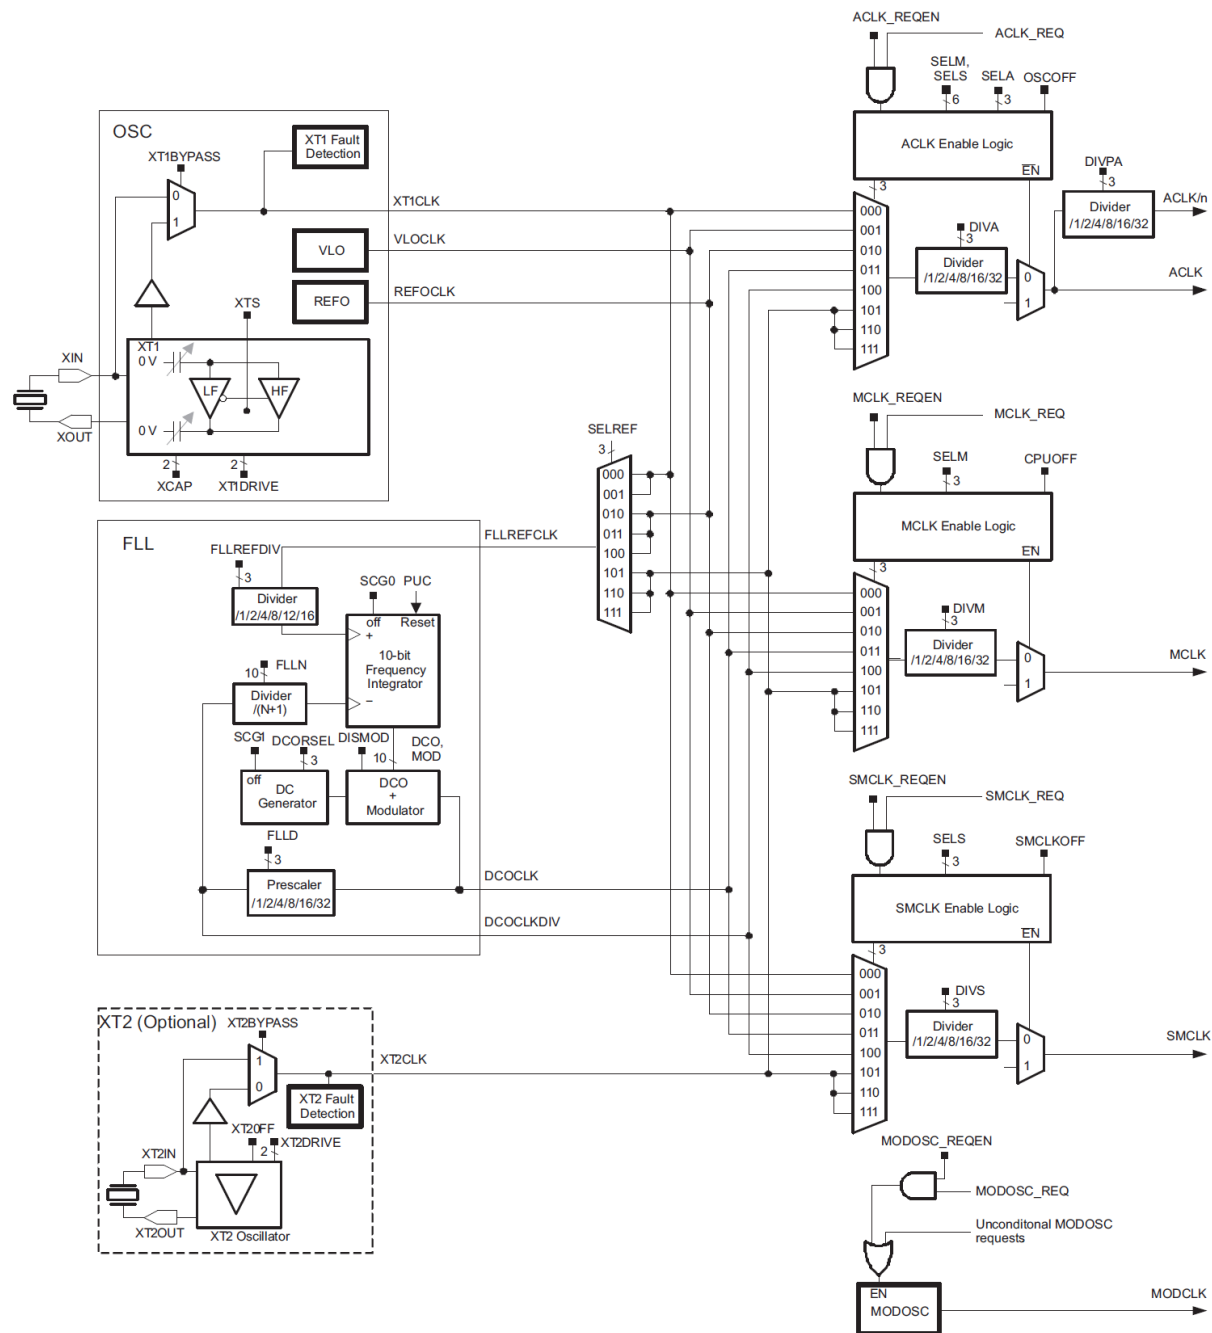 ACLK_REQEN
ACLK_REQ
SELM,
SELS
SELA
OSCOFF
6
3
ACLK Enable Logic
EN
3
DIVPA
3
Divider
/1/2/4/8/16/32
ACLK/n
000
001
010
011
100
101
110
111
DIVA
3
Divider
/1/2/4/8/16/32
0
1
ACLK
OSC
XT1 Fault
Detection
XT1BYPASS
0
1
XT1CLK
VLO
VLOCLK
REFO
REFOCLK
XTS
XT1
0 V
LF
HF
0 V
XIN
XOUT
2
2
XCAP
XT1DRIVE
SELREF
3
000
001
010
011
100
101
110
111
MCLK_REQEN
MCLK_REQ
SELM
3
CPUOFF
MCLK Enable Logic
EN
3
000
001
010
011
100
101
110
111
DIVM
3
Divider
/1/2/4/8/16/32
0
1
MCLK
FLL
FLLREFCLK
FLLREFDIV
3
Divider
/1/2/4/8/12/16
SCG0
PUC
off
Reset
+
10-bit
Frequency
Integrator
−
FLLN
10
Divider
/(N+1)
SCG1
DCORSEL
DISMOD
3
10
DCO,
MOD
off
DC
Generator
DCO
+
Modulator
FLLD
3
Prescaler
/1/2/4/8/16/32
DCOCLK
DCOCLKDIV
SMCLK_REQEN
SMCLK_REQ
SELS
3
SMCLKOFF
SMCLK Enable Logic
EN
3
000
001
010
011
100
101
110
111
DIVS
3
Divider
/1/2/4/8/16/32
0
1
SMCLK
XT2 (Optional)
XT2BYPASS
1
0
XT2CLK
XT2 Fault
Detection
XT2OFF
XT2DRIVE
2
XT2IN
XT2OUT
XT2 Oscillator
MODOSC_REQEN
MODOSC_REQ
Unconditonal MODOSC
requests
EN
MODOSC
MODCLK